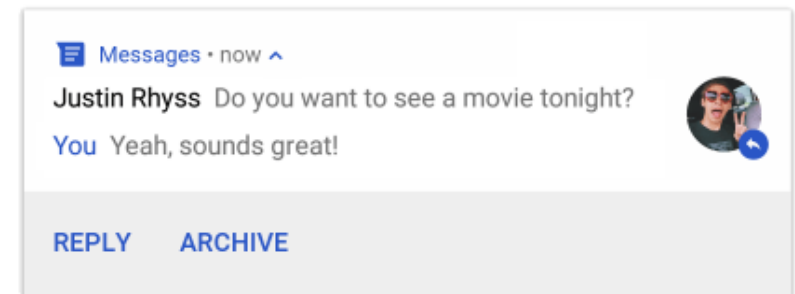 Messages • now
Justin Rhyss Do you want to see a movie tonight?
You Yeah, sounds great!
REPLY ARCHIVE